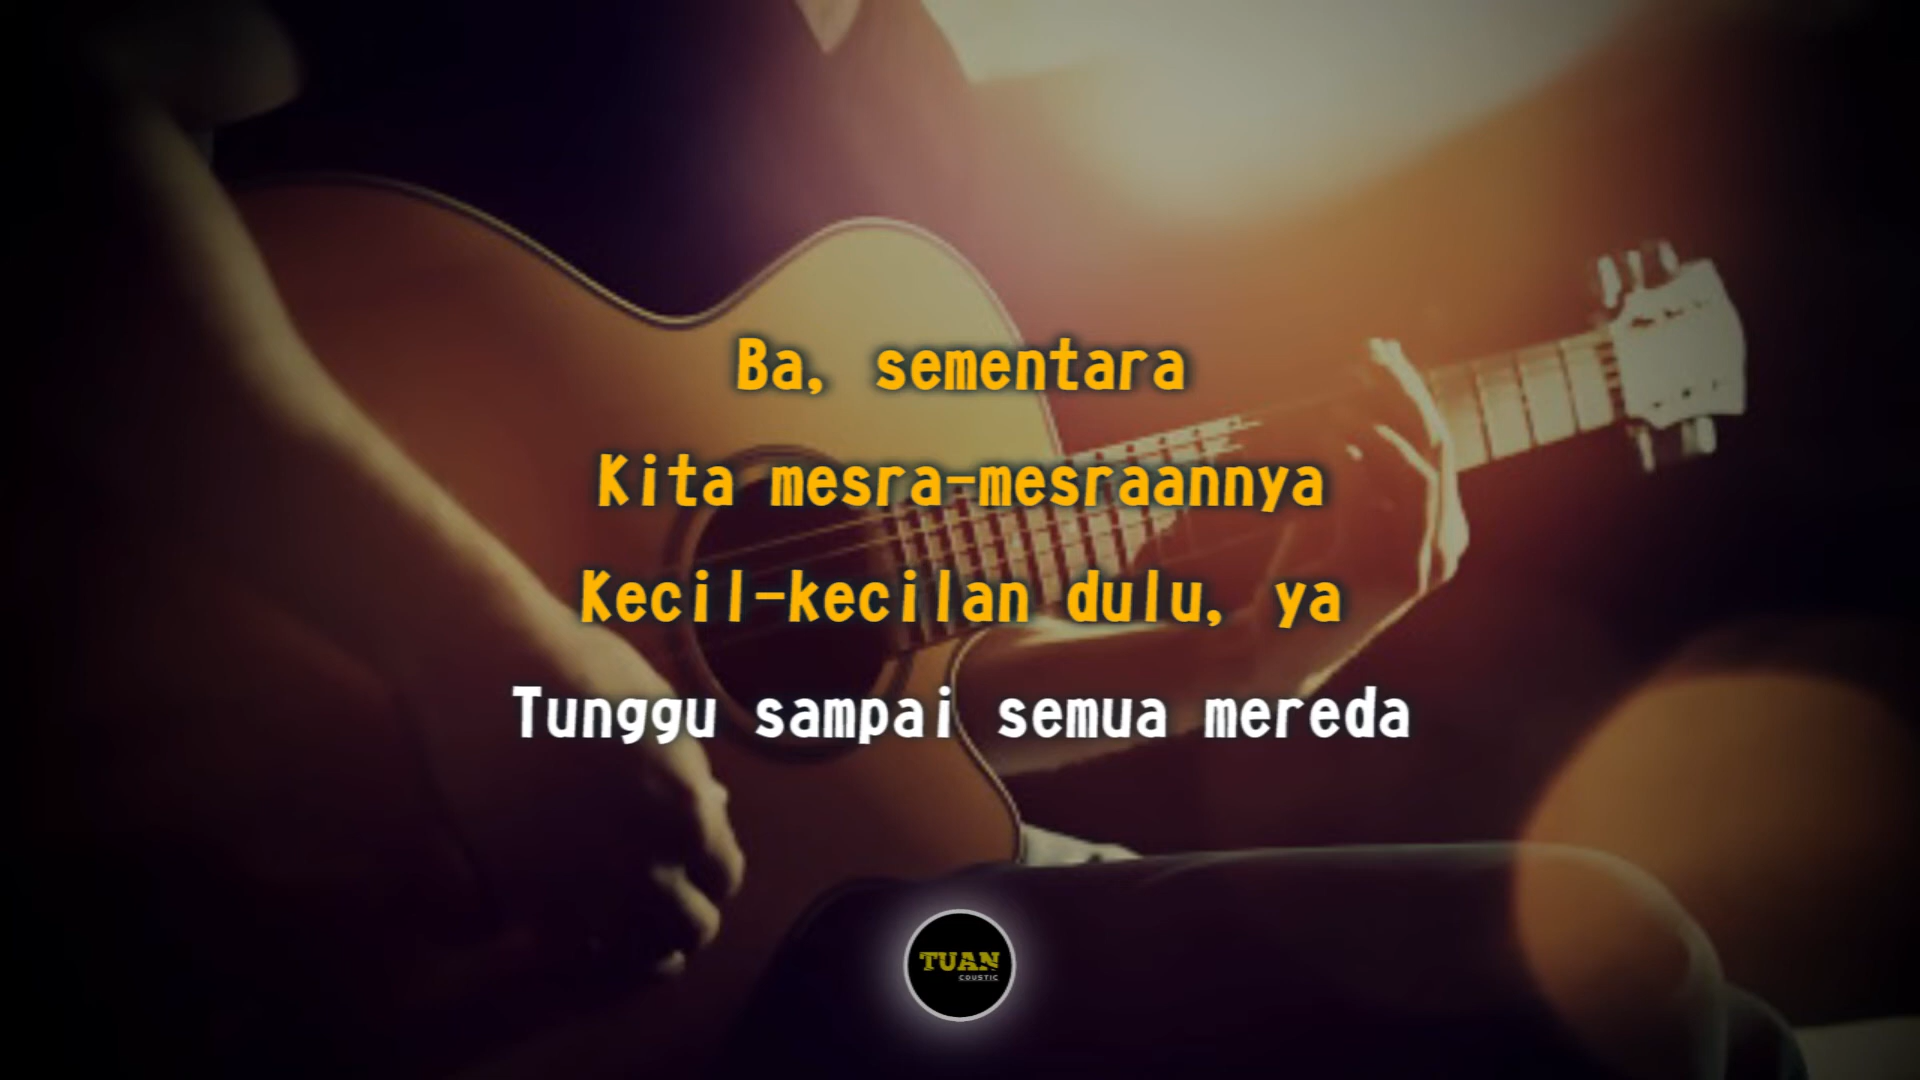 Ba, sementara
Kita mesra-mesraannya
Kecil-kecilan dulu, ya
Tunggu sampai semua mereda
TUAN
COUSTIC